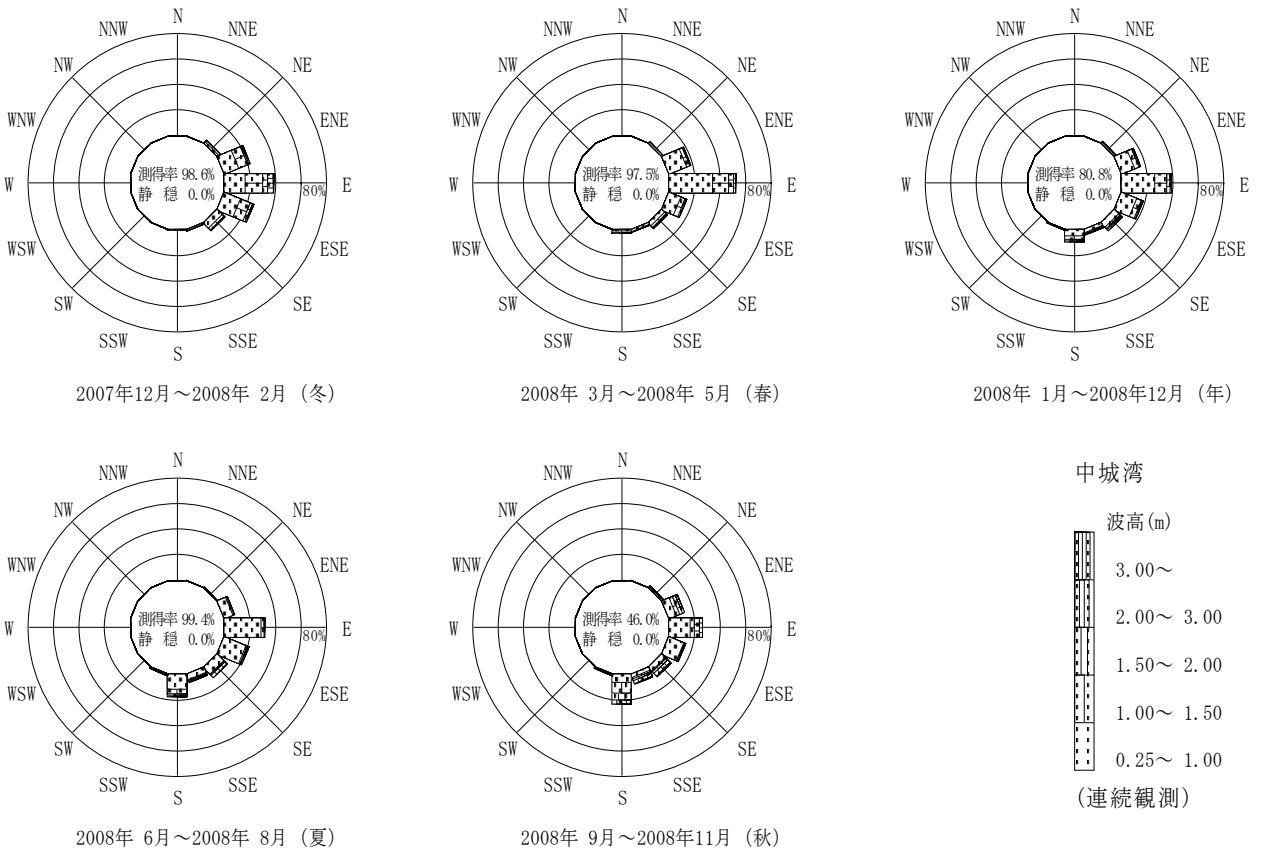 N
NNW
NNE
NW
NE
WNW
ENE
測得率 98.6%
W
80%
E
静 穏 0.0%
WSW
ESE
SW
SE
SSW
SSE
S
2007年12月～2008年 2月 (冬)
N
NNW
NNE
NW
NE
WNW
ENE
測得率 97.5%
W
80%
E
静 穏 0.0%
WSW
ESE
SW
SE
SSW
SSE
S
2008年 3月～2008年 5月 (春)
N
NNW
NNE
NW
NE
WNW
ENE
測得率 80.8%
W
80%
E
静 穏 0.0%
WSW
ESE
SW
SE
SSW
SSE
S
2008年 1月～2008年12月 (年)
N
NNW
NNE
NW
NE
WNW
ENE
測得率 99.4%
W
80%
E
静 穏 0.0%
WSW
ESE
SW
SE
SSW
SSE
S
2008年 6月～2008年 8月 (夏)
N
NNW
NNE
NW
NE
WNW
ENE
測得率 46.0%
W
80%
E
静 穏 0.0%
WSW
ESE
SW
SE
SSW
SSE
S
2008年 9月～2008年11月 (秋)
中城湾
波高(m)
3.00～
2.00～ 3.00
1.50～ 2.00
1.00～ 1.50
0.25～ 1.00
(連続観測)